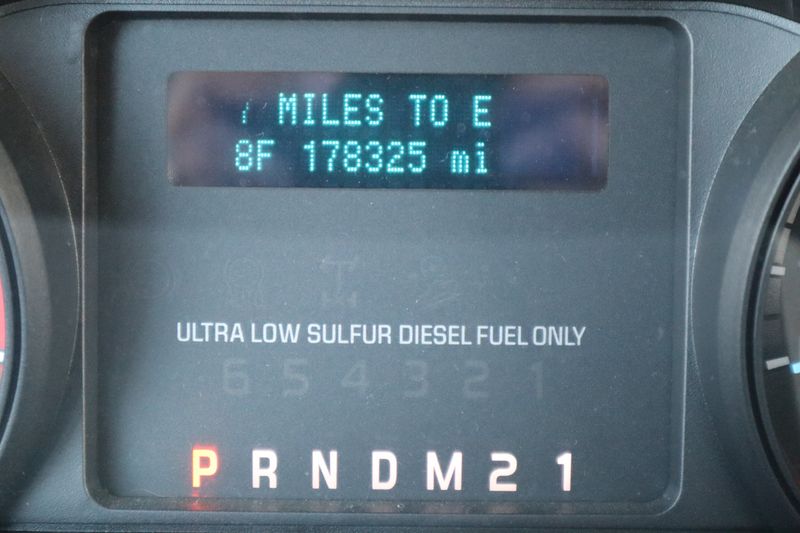 MILES TO E
8F 178325 mi
ULTRA LOW SULFUR DIESEL FUEL ONLY
6 5 4 3 2 1
P R N D M 2 1